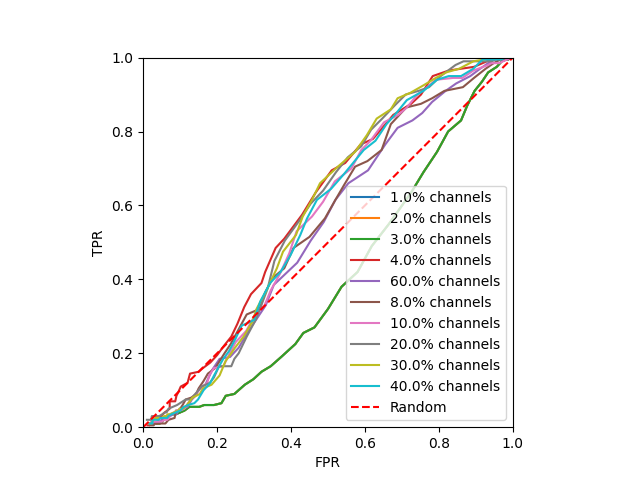 1.0
0.8
0.6
0.4
0.2
0.0
TPR
0.0 0.2 0.4 0.6 0.8 1.0
FPR
1.0% channels
2.0% channels
3.0% channels
4.0% channels
60.0% channels
8.0% channels
10.0% channels
20.0% channels
30.0% channels
40.0% channels
Random